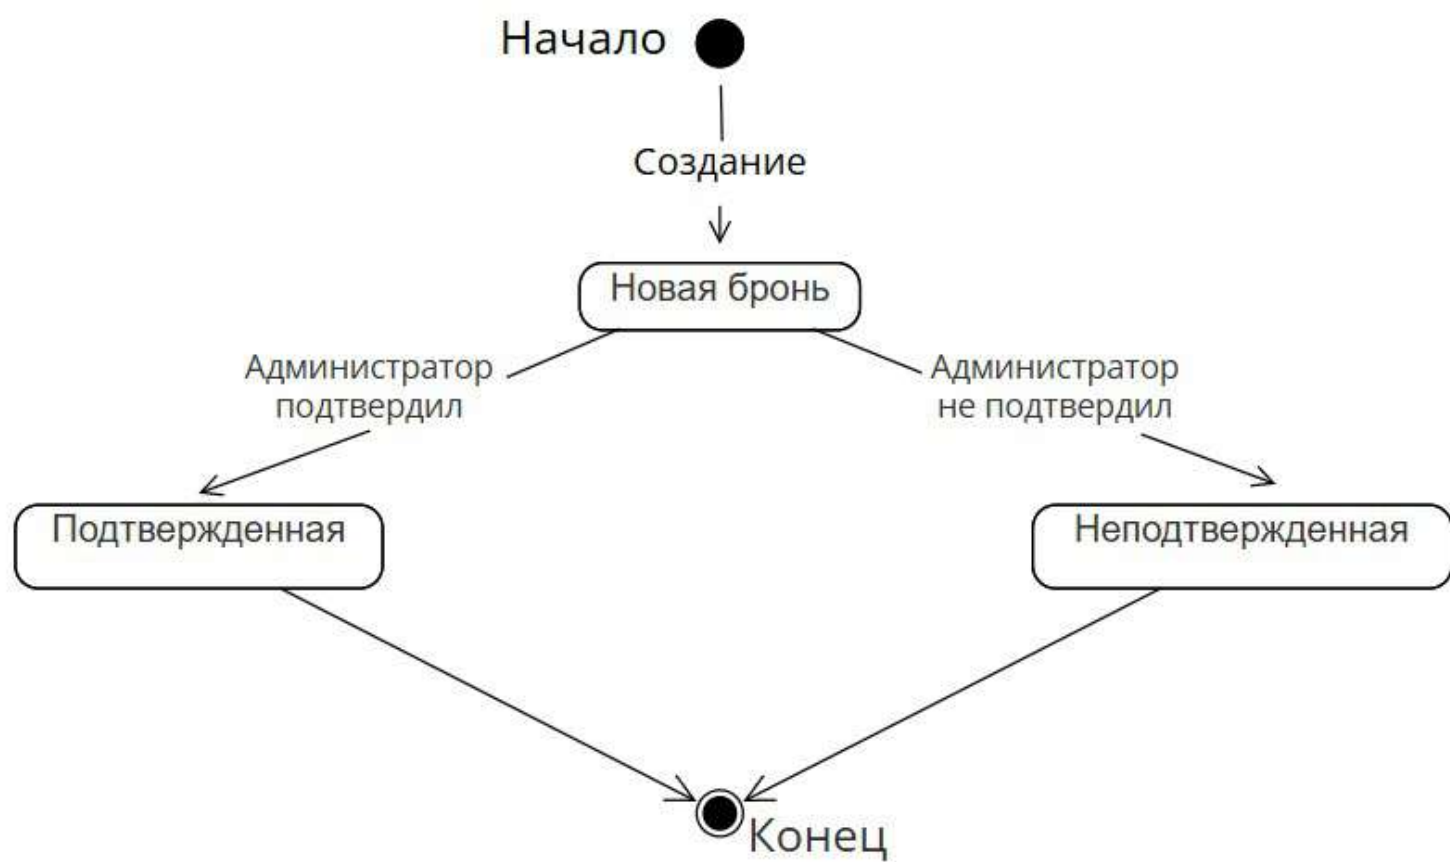 Начало
Создание
Новая бронь
Администратор
подтвердил
Администратор
не подтвердил
Подтвержденная
Неподтвержденная
Конец